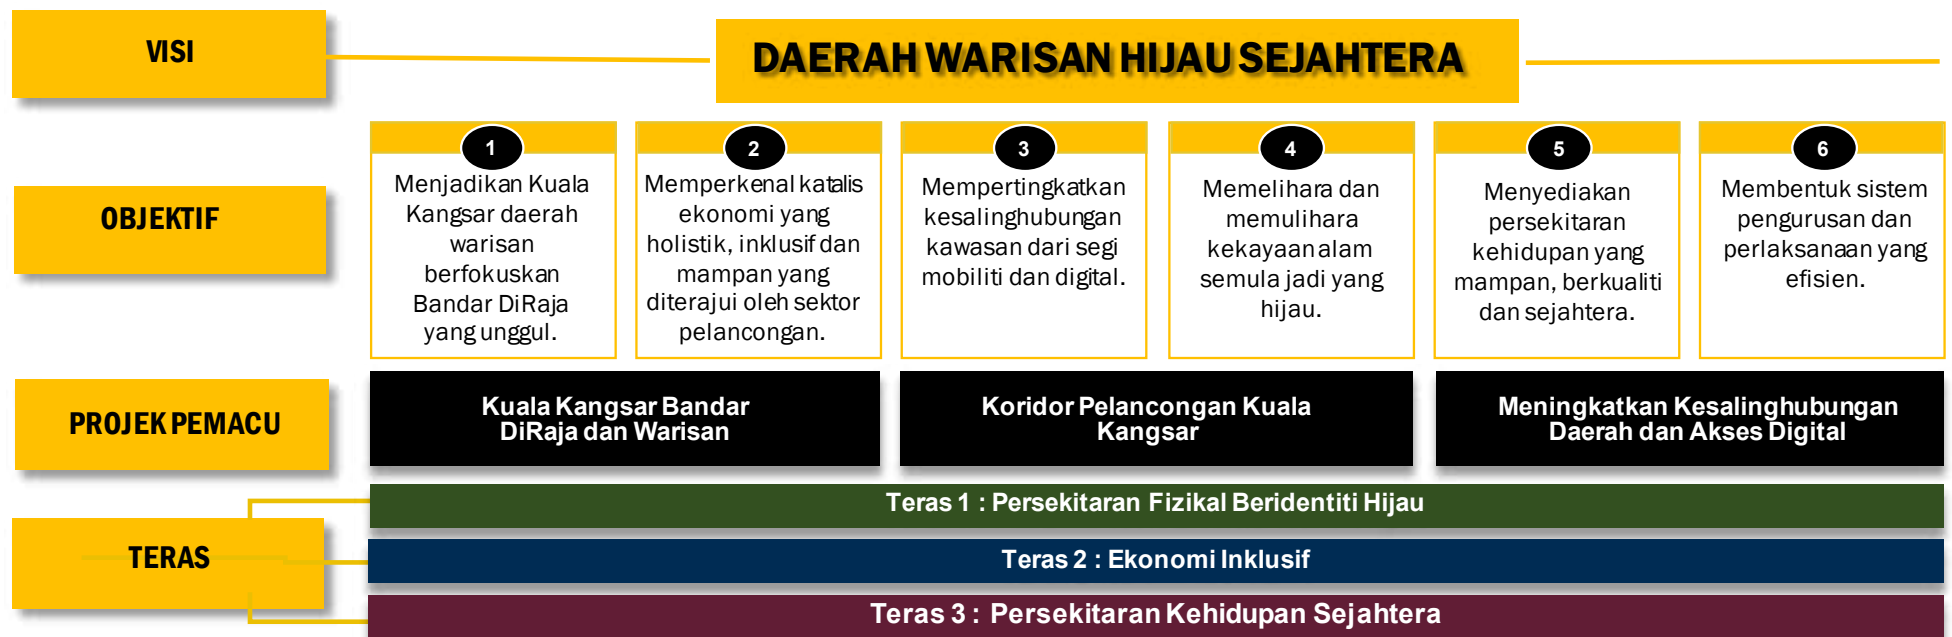 VISI
DAERAH WARISAN HIJAU SEJAHTERA
OBJEKTIF
1
Menjadikan Kuala
Kangsar daerah
warisan
berfokuskan
Bandar DiRaja
yang unggul.
2
Memperkenal katalis
ekonomi yang
holistik, inklusif dan
mampan yang
diterajui oleh sektor
pelancongan.
3
Mempertingkatkan
kesalinghubungan
kawasan dari segi
mobiliti dan digital.
4
Memelihara dan
memulihara
kekayaan alam
semula jadi yang
hijau.
5
Menyediakan
persekitaran
kehidupan yang
mampan, berkualiti
dan sejahtera.
6
Membentuk sistem
pengurusan dan
perlaksanaan yang
efisien.
PROJEK PEMACU
Kuala Kangsar Bandar
DiRaja dan Warisan
Koridor Pelancongan Kuala
Kangsar
Meningkatkan Kesalinghubungan
Daerah dan Akses Digital
TERAS
Teras 1 : Persekitaran Fizikal Beridentiti Hijau
Teras 2 : Ekonomi Inklusif
Teras 3 : Persekitaran Kehidupan Sejahtera